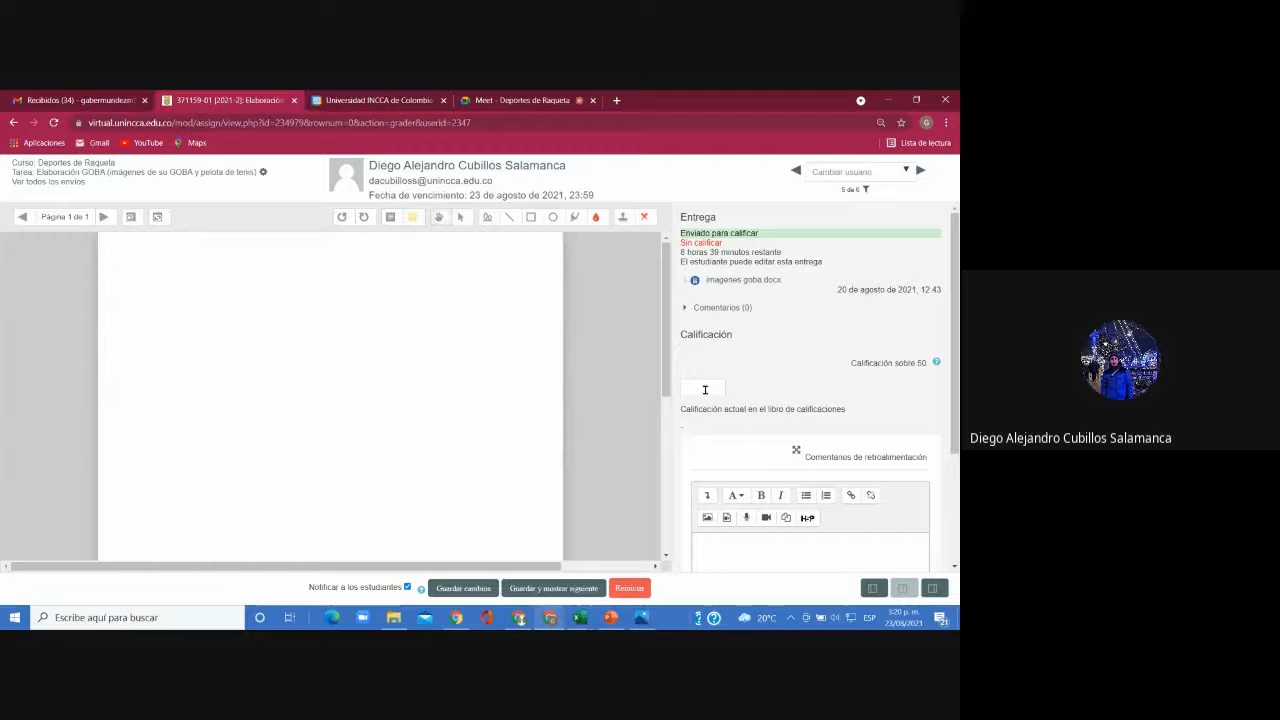 Recibidos (34) - gabermundezm
371159-01 [2021-2]: Elaboración
Universidad INCCA de Colombia
Meet - Deportes de Raqueta
virtual.unincca.edu.co/mod/assign/view.php?id=234979&rownum=0&action=grader&userid=2347
Aplicaciones
Gmail
YouTube
Maps
Lista de lectura
Curso: Deportes de Raqueta
Tarea. Elaboración GOBA (imágenes de su GOBA y pelota de tenis)
Ver todos los envíos
Diego Alejandro Cubillos Salamanca
dacubilloss@unincca.edu.co
Fecha de vencimiento: 23 de agosto de 2021, 23:59
Cambiar usuario
5 de 6
Página 1 de 1
Entrega
Enviado para calificar
Sin calificar
8 horas 39 minutos restante
El estudiante puede editar esta entrega
imagenes goba docx
20 de agosto de 2021, 12:43
Comentarios (0)
Calificación
Calificación sobre 50
Calificación actual en el libro de calificaciones
-
Comentarios de retroalimentación
A
B
I
H-P
Notificar a los estudiantes
Guardar cambios
Guardar y mostrar siguiente
Reiniciar
Escribe aquí para buscar
20°C
ESP
3:20 p. m.
23/08/2021
21
G
Diego Alejandro Cubillos Salamanca